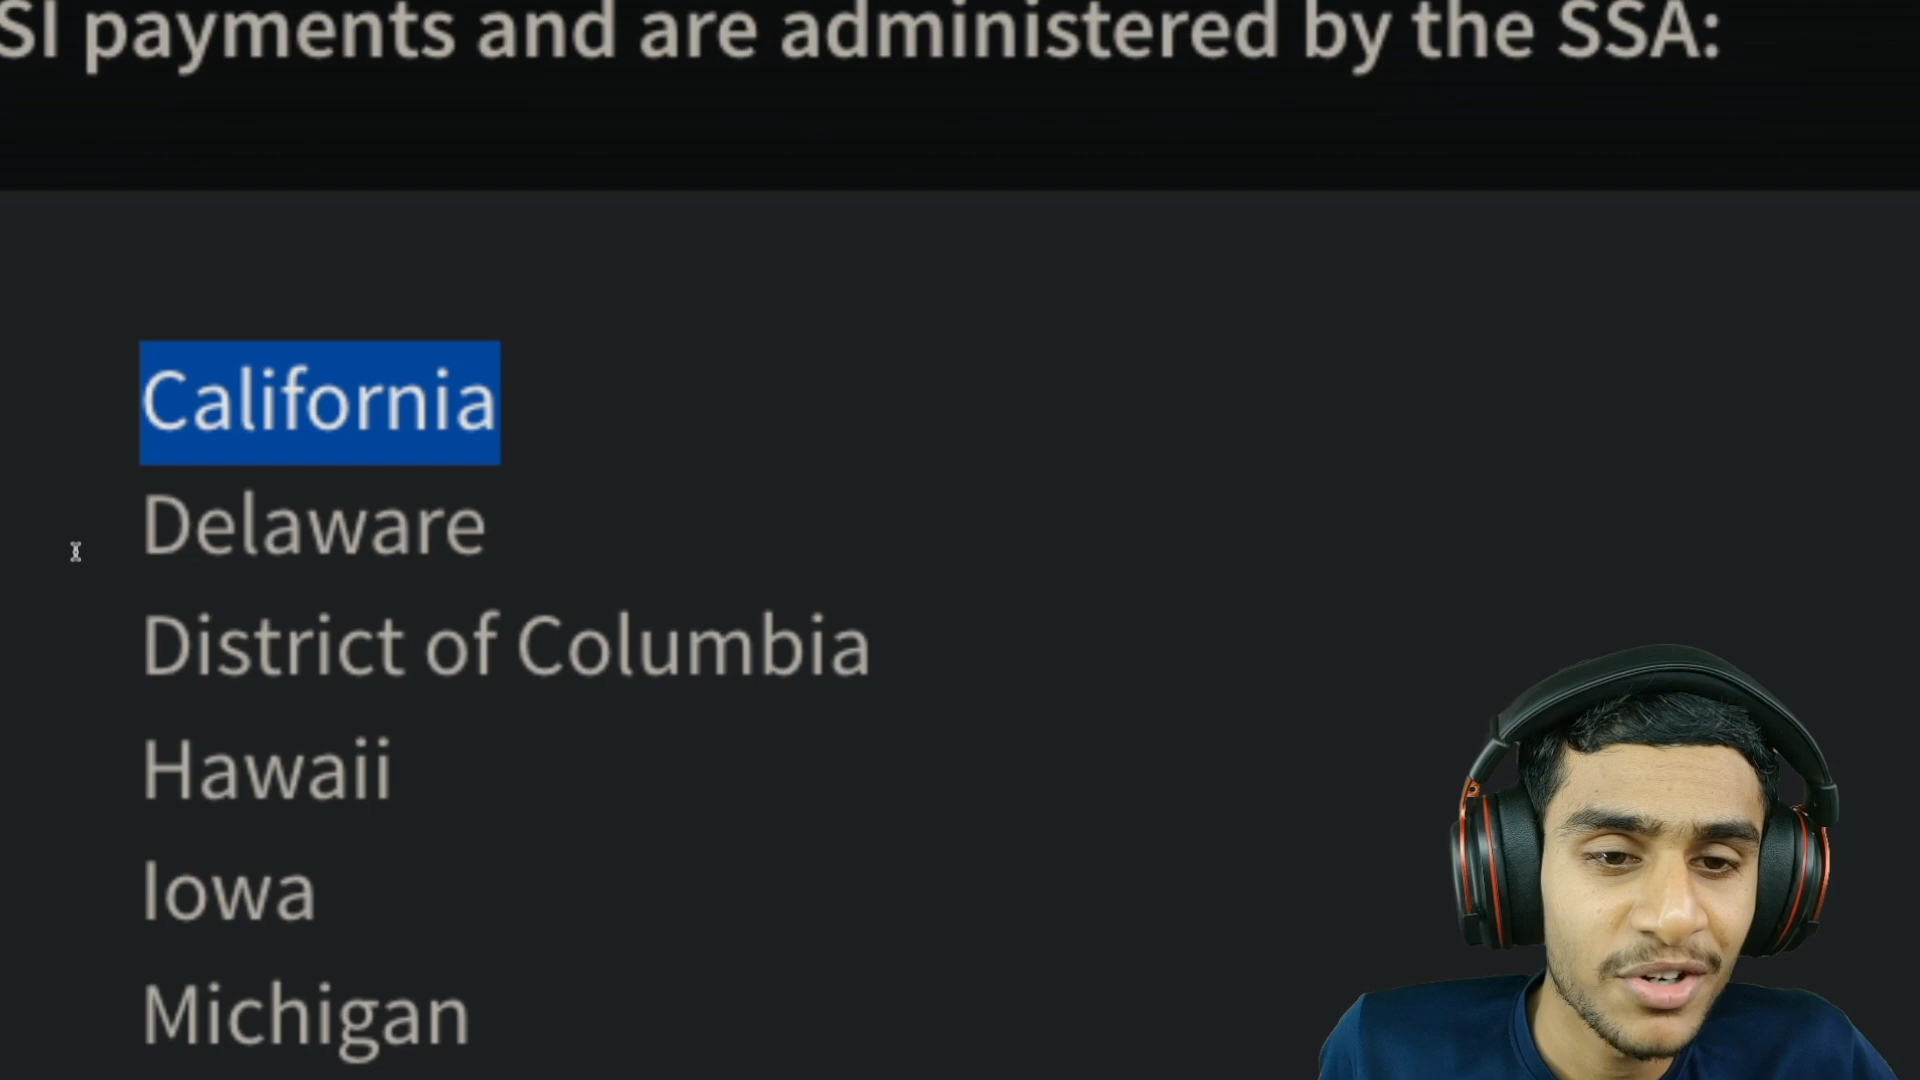 SI payments and are administered by the SSA:
California
Delaware
District of Columbia
Hawaii
Iowa
Michigan